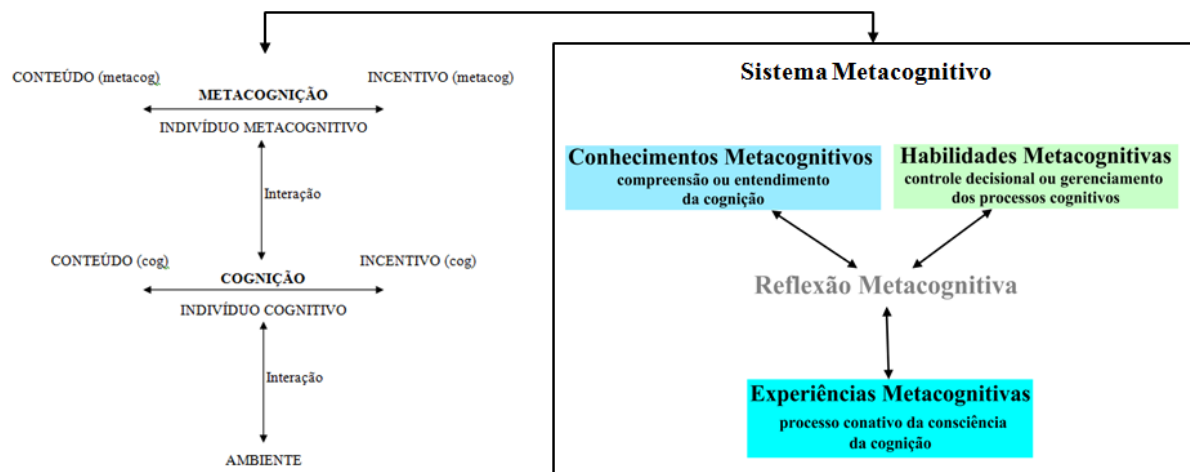 CONTEÚDO (metacog)
INCENTIVO (metacog)
METACOGNIÇÃO
INDIVÍDUO METACOGNITIVO
Interação
CONTEÚDO (cog)
INCENTIVO (cog)
COGNIÇÃO
INDIVÍDUO COGNITIVO
Interação
AMBIENTE
Sistema Metacognitivo
Conhecimentos Metacognitivos
compreensão ou entendimento
da cognição
Habilidades Metacognitivas
controle decisional ou gerenciamento
dos processos cognitivos
Reflexão Metacognitiva
Experiências Metacognitivas
processo conativo da consciência
da cognição